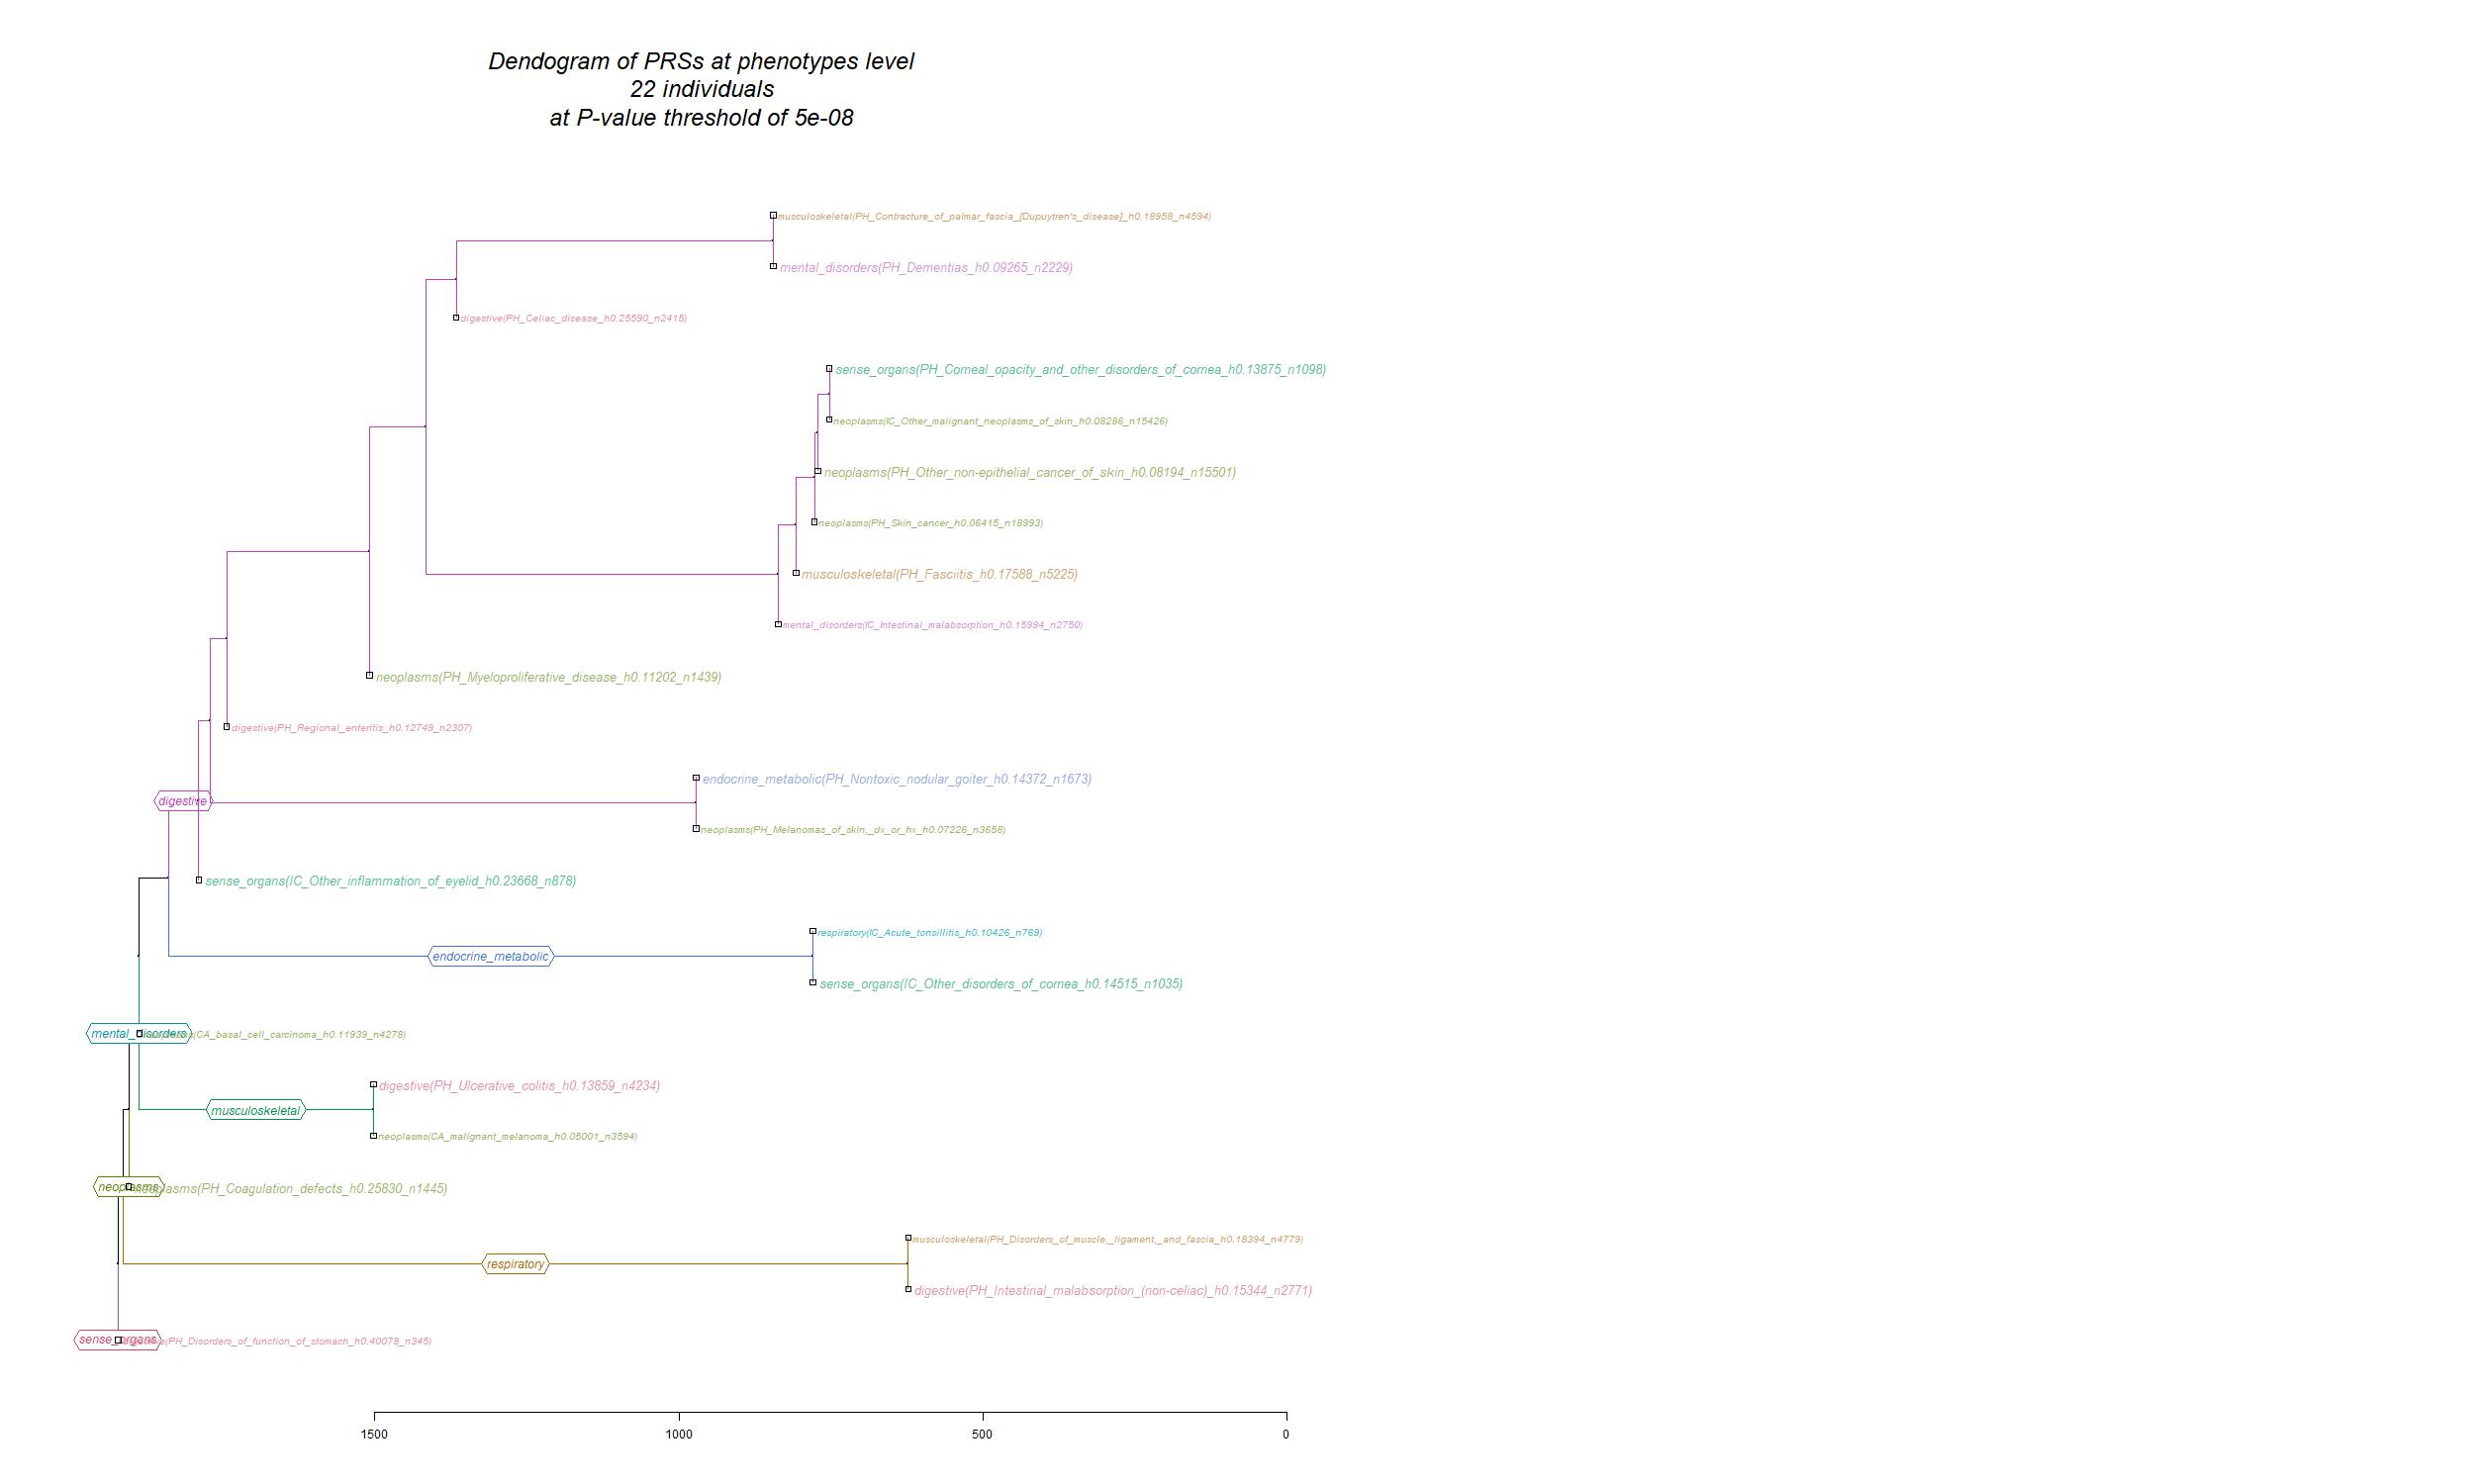 Dendogram of PRSs at phenotypes level
22 individuals
at P-value threshold of 5e-08
musculoskeletal(PH_Contracture_of_palmar_fascia_[Dupuytren's_disease]_h0.18958_n4594)
mental_disorders(PH_Dementias_h0.09265_n2229)
digestive(PH_Celiac_disease_h0.25590_n2415)
sense_organs(PH_Corneal_opacity_and_other_disorders_of_cornea_h0.13875_n1098)
neoplasms(IC_Other_malignant_neoplasms_of_skin_h0.08286_n15426)
neoplasms(PH_Other_non-epithelial_cancer_of_skin_h0.08194_n15501)
neoplasms(PH_Skin_cancer_h0.06415_n18993)
musculoskeletal(PH_Fasciitis_h0.17588_n5225)
mental_disorders(IC_Intestinal_malabsorption_h0.15994_n2750)
neoplasms(PH_Myeloproliferative_disease_h0.11202_n1439)
digestive(PH_Regional_enteritis_h0.12749_n2307)
endocrine_metabolic(PH_Nontoxic_nodular_goiter_h0.14372_n1673)
digestive
neoplasms(PH_Melanomas_of_skin,_dx_or_hx_h0.07226_n3658)
sense_organs(IC_Other_inflammation_of_eyelid_h0.23668_n878)
respiratory(IC_Acute_tonsillitis_h0.10426_n769)
endocrine_metabolic
sense_organs(IC_Other_disorders_of_cornea_h0.14515_n1035)
mental_disorders neoplasms(CA_basal_cell_carcinoma_h0.11939_n4278)
digestive(PH_Ulcerative_colitis_h0.13859_n4234)
musculoskeletal
neoplasms(CA_malignant_melanoma_h0.05001_n3594)
neoplasms neoplasms(PH_Coagulation_defects_h0.25830_n1445)
musculoskeletal(PH_Disorders_of_muscle,_ligament,_and_fascia_h0.18394_n4779)
respiratory
digestive(PH_Intestinal_malabsorption_(non-celiac)_h0.15344_n2771)
sense_organs digestive(PH_Disorders_of_function_of_stomach_h0.40078_n345)
1500 1000 500 0